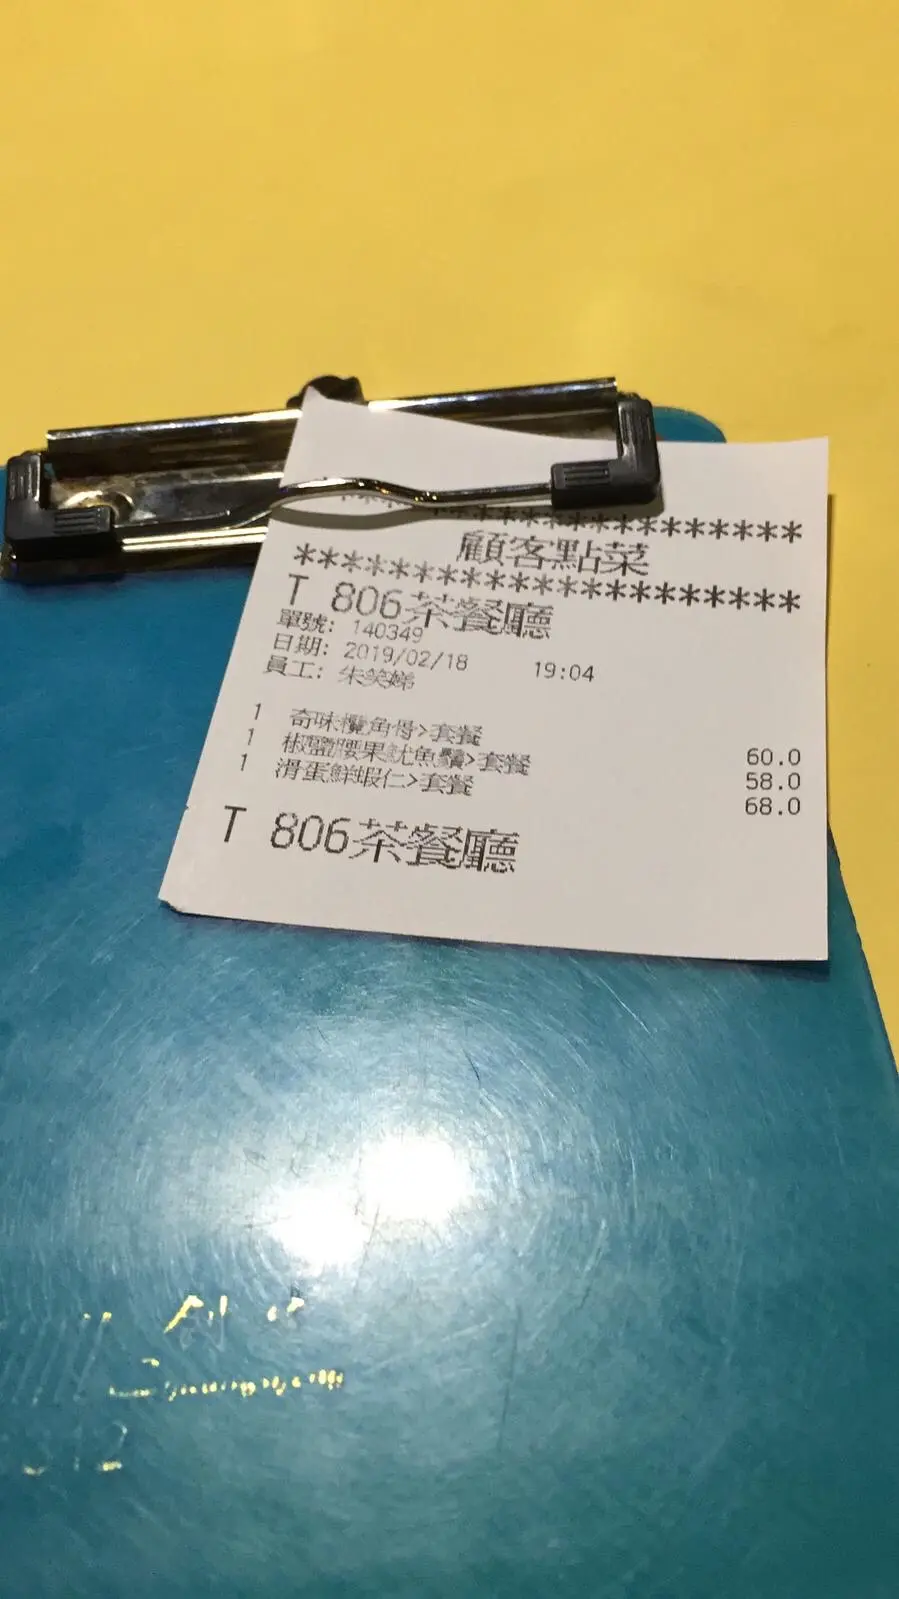 ********************
顧客點菜
**********************
T 806茶餐廳
單號: 140349
日期: 2019/02/18 19:04
員工: 朱笑娣
1 奇味欖角骨>套餐 60.0
1 椒鹽腰果魷魚鬚>套餐 58.0
1 滑蛋鮮蝦仁>套餐 68.0
T 806茶餐廳